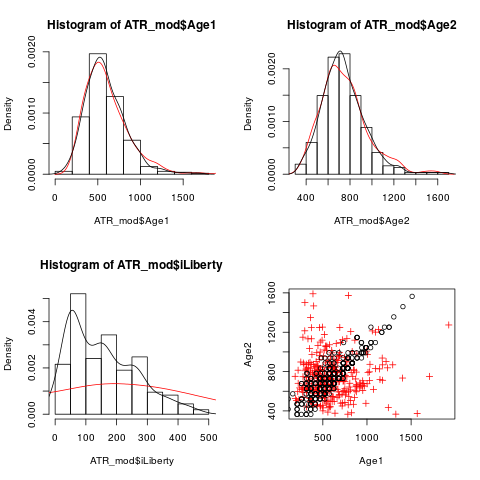 Histogram of ATR_mod$Age1
Density
0.0000 0.0010 0.0020
0 500 1000 1500
ATR_mod$Age1
Histogram of ATR_mod$Age2
Density
0.0000 0.0010 0.0020
400 800 1200 1600
ATR_mod$Age2
Histogram of ATR_mod$iLiberty
Density
0.000 0.002 0.004
0 100 200 300 400 500
ATR_mod$iLiberty
Age2
400 800 1200 1600
500 1000 1500
Age1